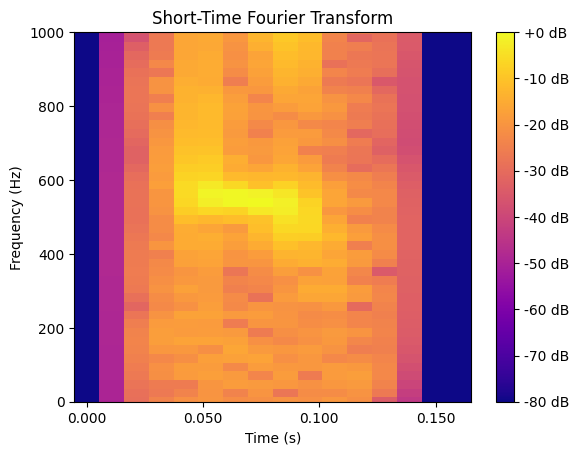 Short-Time Fourier Transform
1000
800
600
400
200
0
Frequency (Hz)
0.000
0.050
0.100
0.150
Time (s)
+0 dB
-10 dB
-20 dB
-30 dB
-40 dB
-50 dB
-60 dB
-70 dB
-80 dB